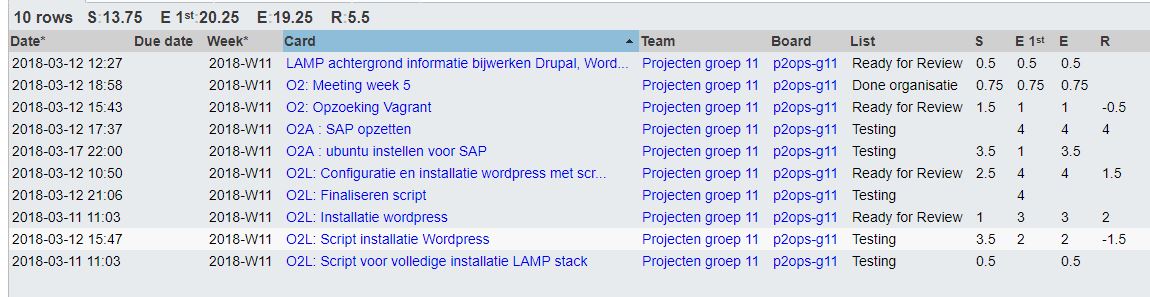 10 rows S:13.75 E 1st:20.25 E:19.25 R:5.5
Date* Due date Week* Card Team Board List S E 1st E R
2018-03-12 12:27 2018-W11 LAMP achtergrond informatie bijwerken Drupal, Word... Projecten groep 11 p2ops-g11 Ready for Review 0.5 0.5 0.5
2018-03-12 18:58 2018-W11 O2: Meeting week 5 Projecten groep 11 p2ops-g11 Done organisatie 0.75 0.75 0.75
2018-03-12 15:43 2018-W11 O2: Opzoeking Vagrant Projecten groep 11 p2ops-g11 Ready for Review 1.5 1 1 -0.5
2018-03-12 17:37 2018-W11 O2A : SAP opzetten Projecten groep 11 p2ops-g11 Testing 4 4 4
2018-03-17 22:00 2018-W11 O2A : ubuntu instellen voor SAP Projecten groep 11 p2ops-g11 Testing 3.5 1 3.5
2018-03-12 10:50 2018-W11 O2L: Configuratie en installatie wordpress met scr... Projecten groep 11 p2ops-g11 Ready for Review 2.5 4 4 1.5
2018-03-12 21:06 2018-W11 O2L: Finaliseren script Projecten groep 11 p2ops-g11 Testing 4
2018-03-11 11:03 2018-W11 O2L: Installatie wordpress Projecten groep 11 p2ops-g11 Ready for Review 1 3 3 2
2018-03-12 15:47 2018-W11 O2L: Script installatie Wordpress Projecten groep 11 p2ops-g11 Testing 3.5 2 2 -1.5
2018-03-11 11:03 2018-W11 O2L: Script voor volledige installatie LAMP stack Projecten groep 11 p2ops-g11 Testing 0.5 0.5